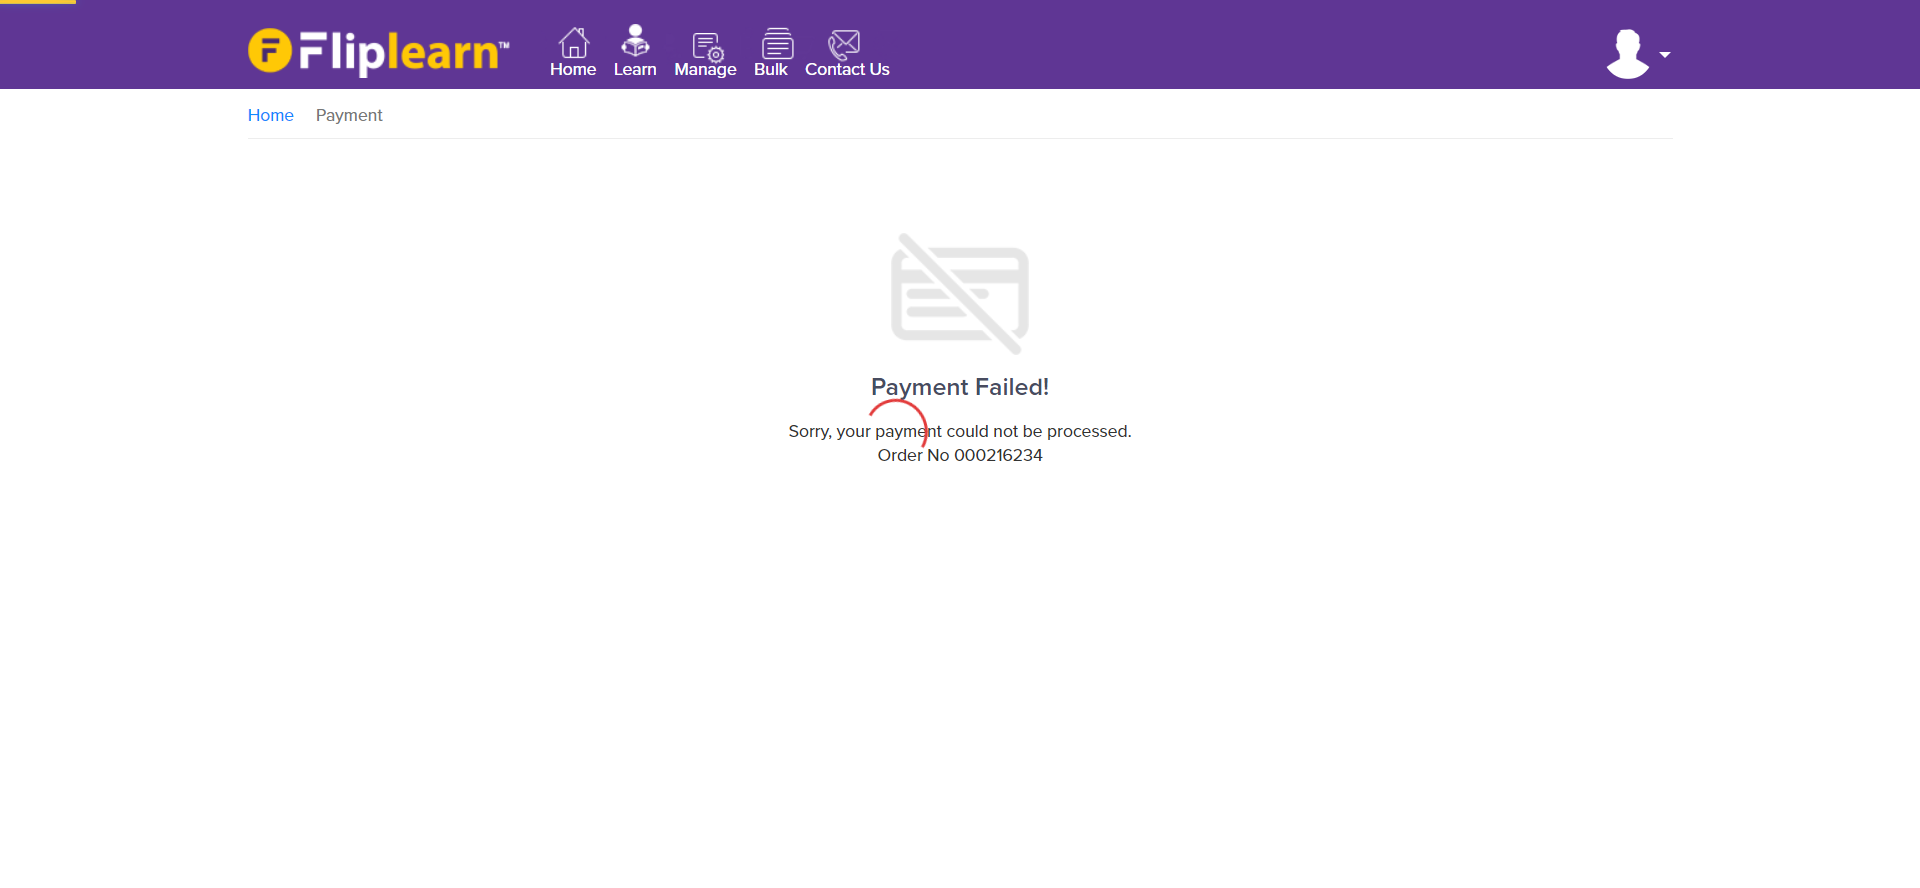 Fliplearn™
Home Learn Manage Bulk Contact Us
Home Payment
Payment Failed!
Sorry, your payment could not be processed.
Order No 000216234